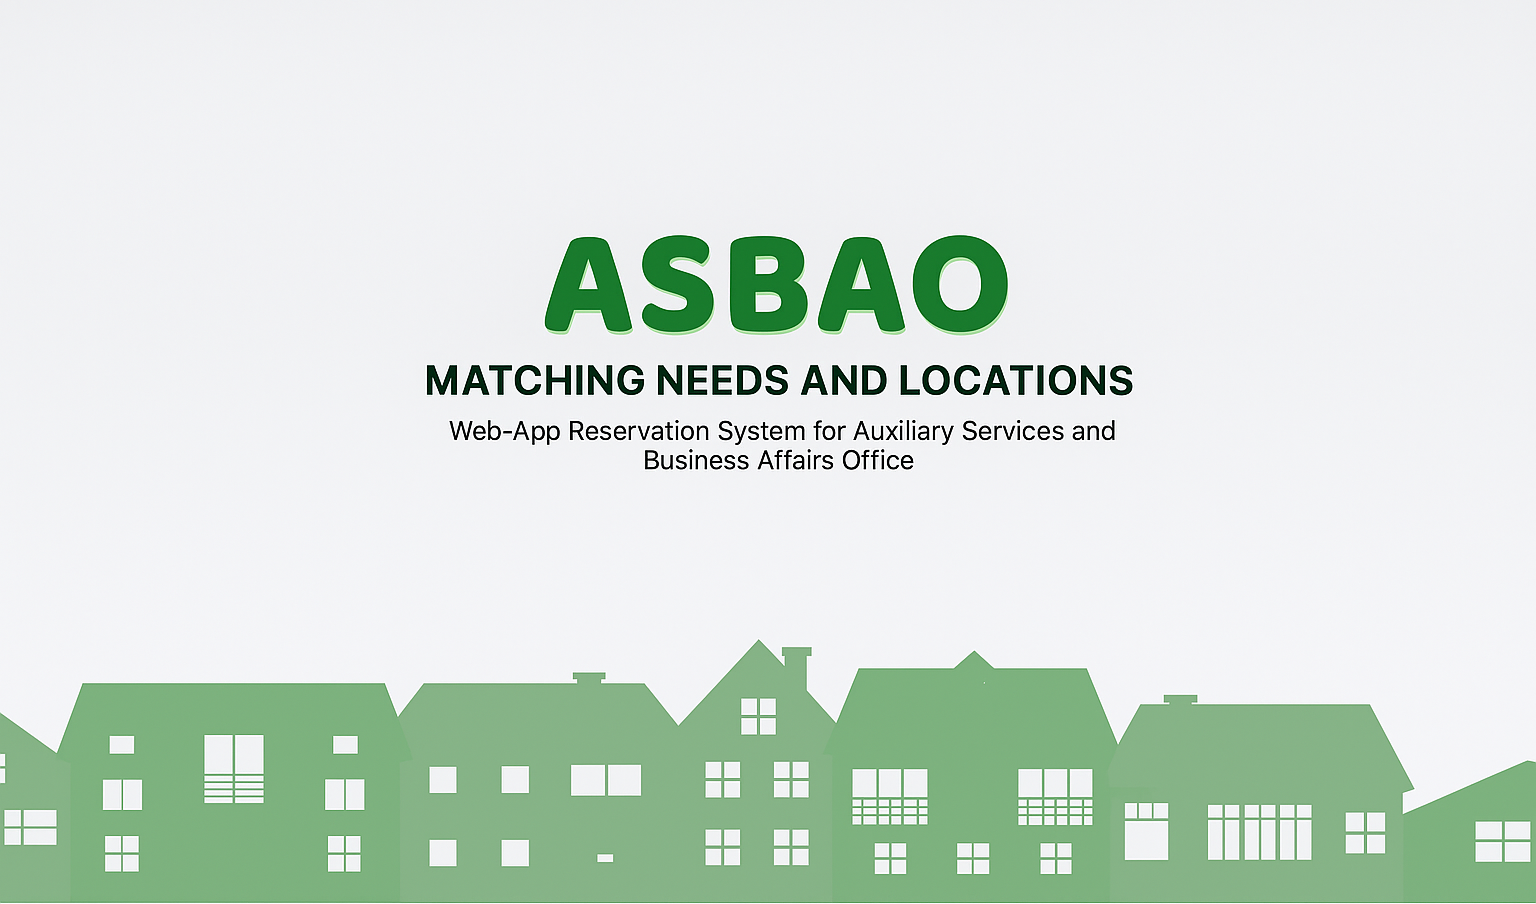 ASBAO
MATCHING NEEDS AND LOCATIONS
Web-App Reservation System for Auxiliary Services and
Business Affairs Office